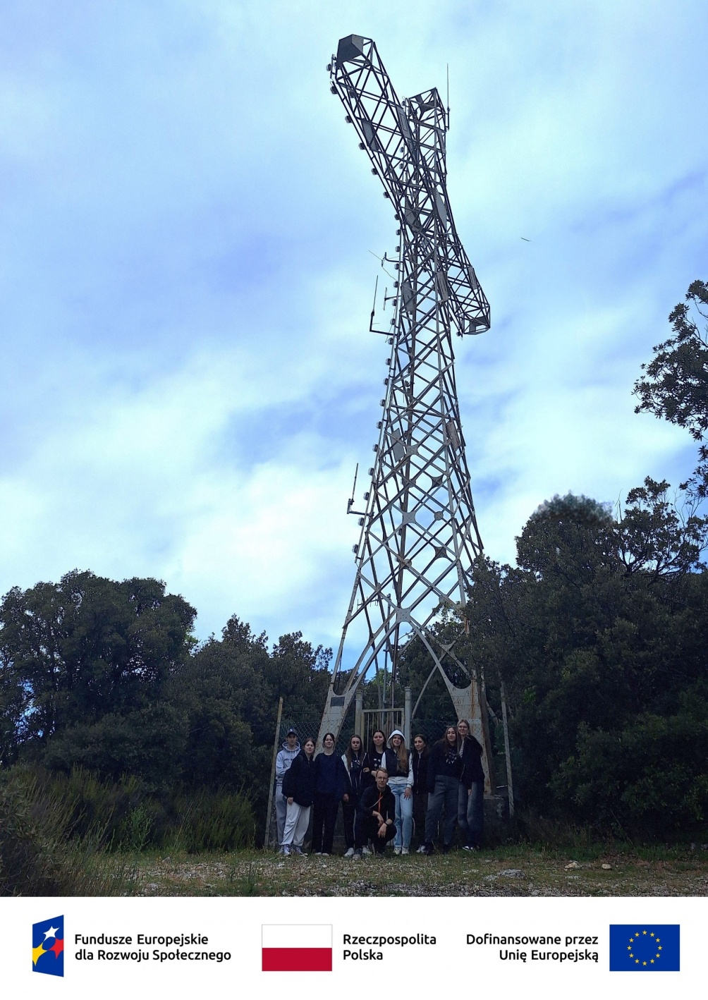 Fundusze Europejskie
dla Rozwoju Społecznego
Rzeczpospolita
Polska
Dofinansowane przez
Unię Europejską